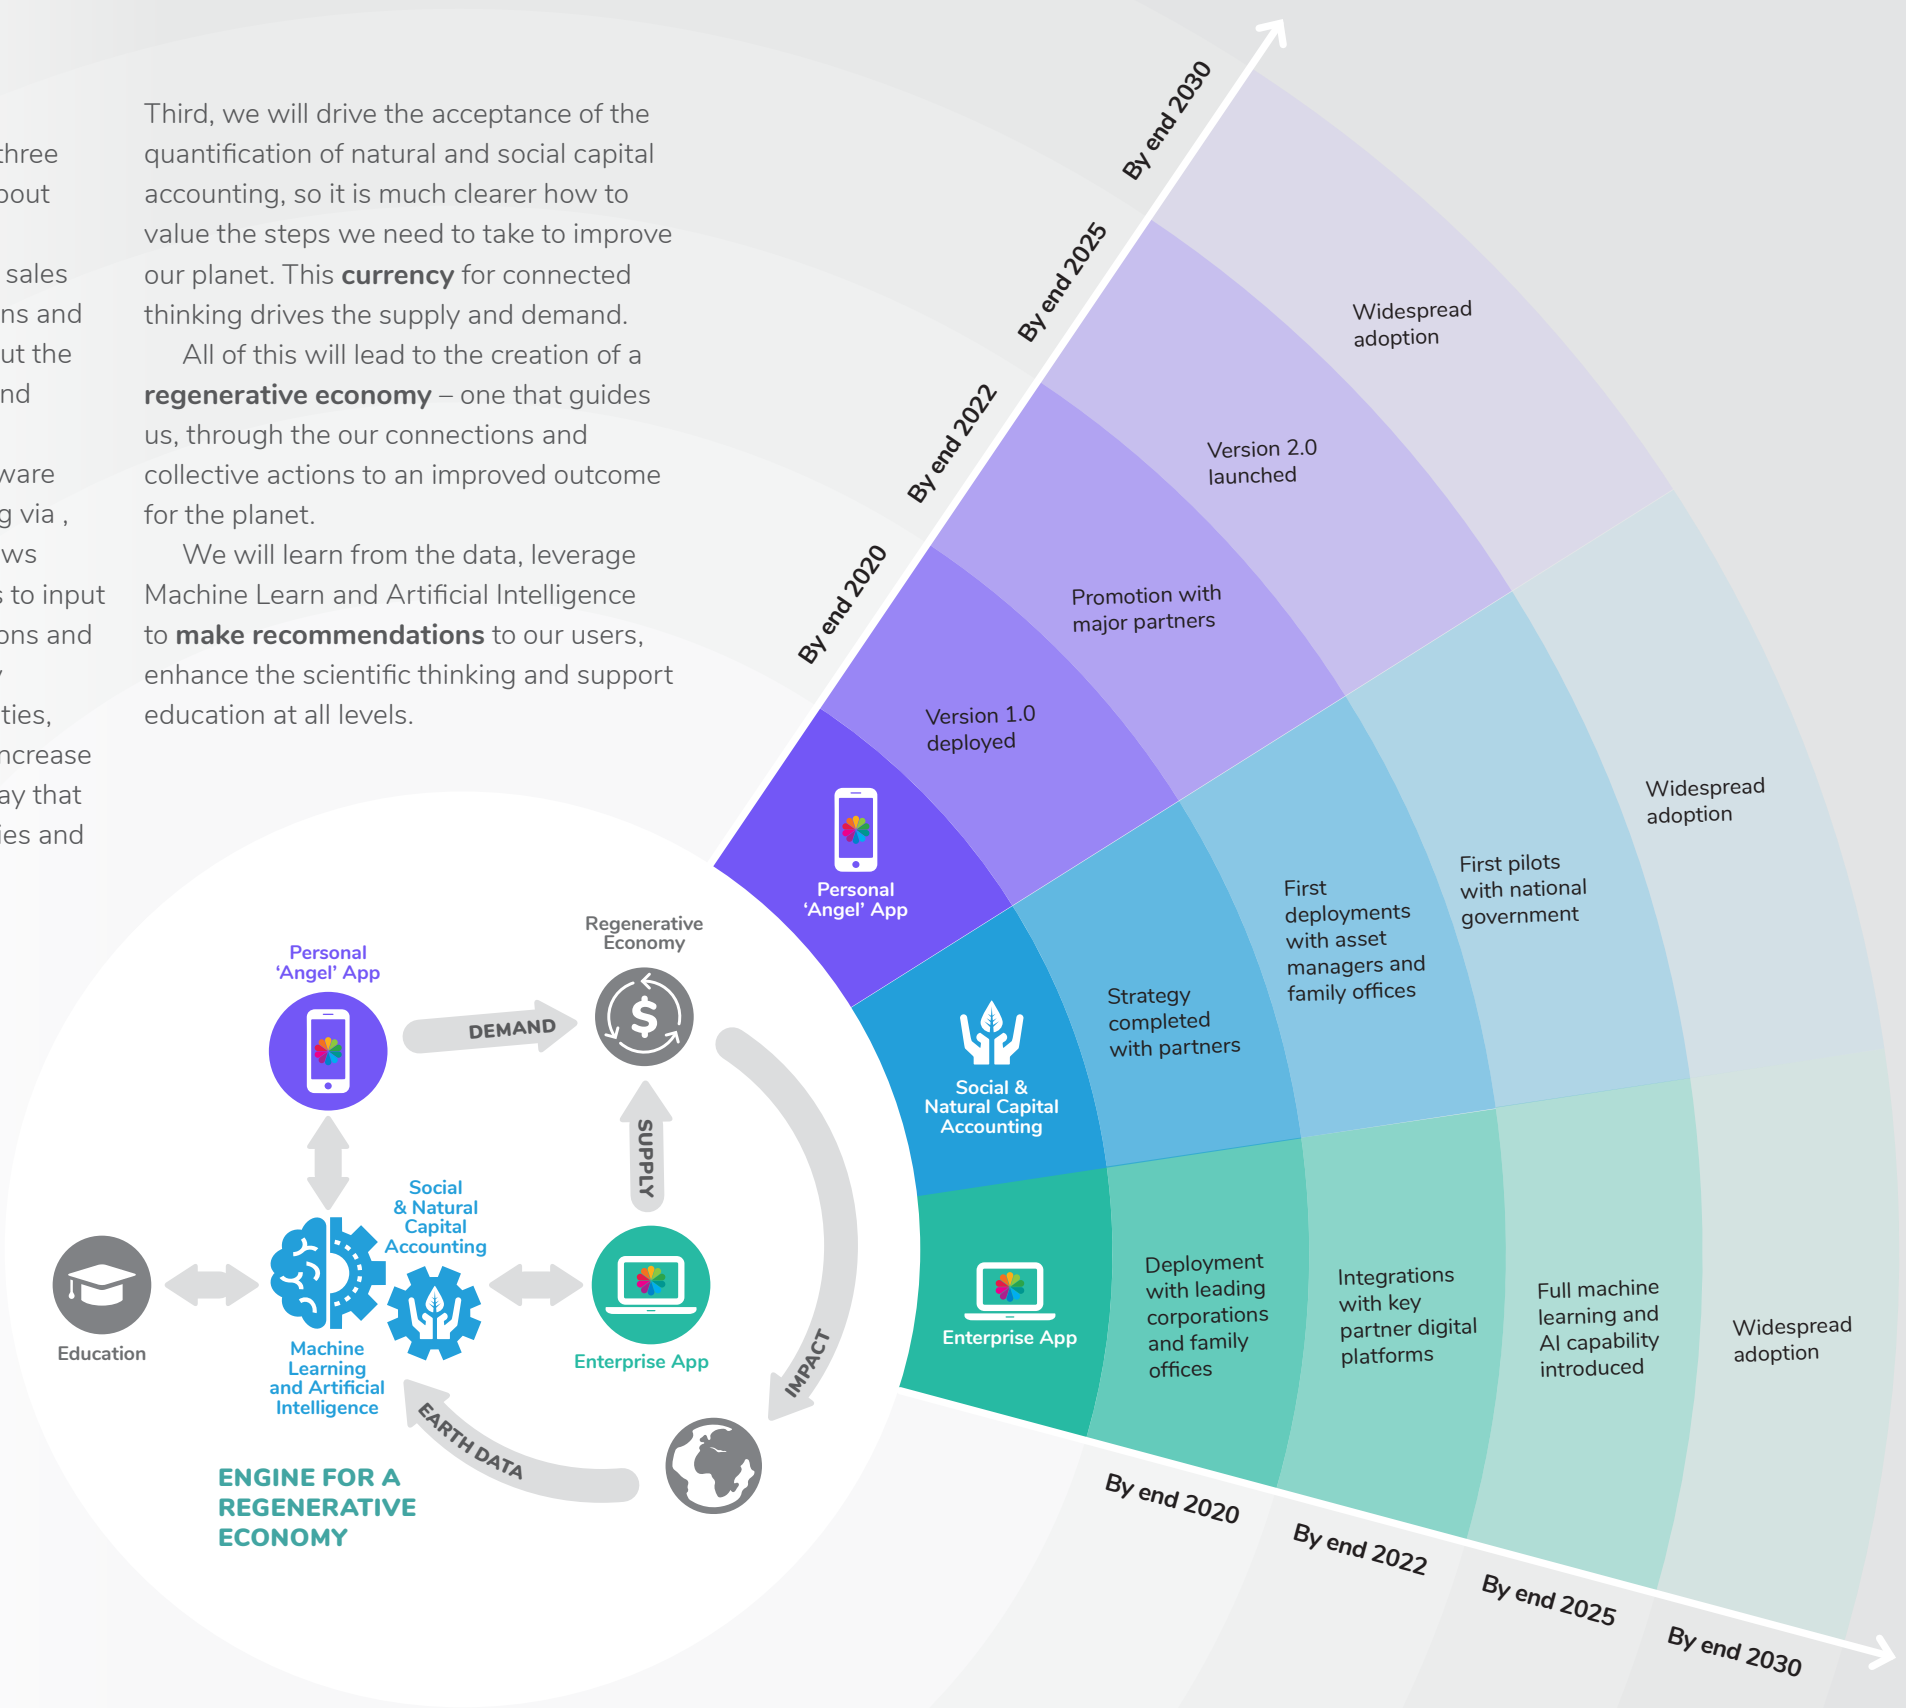 three
sales
ns and
ut the
nd
ware
g via ,
ws
s to input
ons and
ties,
ncrease
ay that
ies and
Third, we will drive the acceptance of the
quantification of natural and social capital
accounting, so it is much clearer how to
value the steps we need to take to improve
our planet. This currency for connected
thinking drives the supply and demand.
All of this will lead to the creation of a
regenerative economy – one that guides
us, through the our connections and
collective actions to an improved outcome
for the planet.
We will learn from the data, leverage
Machine Learn and Artificial Intelligence
to make recommendations to our users,
enhance the scientific thinking and support
education at all levels.
By end 2030
By end 2025
By end 2022
By end 2020
Widespread
adoption
Version 2.0
launched
Promotion with
major partners
Version 1.0
deployed
Personal
‘Angel’ App
Widespread
adoption
First pilots
with national
government
First
deployments
with asset
managers and
family offices
Strategy
completed
with partners
Social &
Natural Capital
Accounting
Enterprise App
Deployment
with leading
corporations
and family
offices
Integrations
with key
partner digital
platforms
Full machine
learning and
AI capability
introduced
Widespread
adoption
By end 2020
By end 2022
By end 2025
By end 2030
Personal
‘Angel’ App
Regenerative
Economy
DEMAND
$
SUPPLY
Social
& Natural
Capital
Accounting
Education
Machine
Learning
and Artificial
Intelligence
Enterprise App
IMPACT
EARTH DATA
ENGINE FOR A
REGENERATIVE
ECONOMY